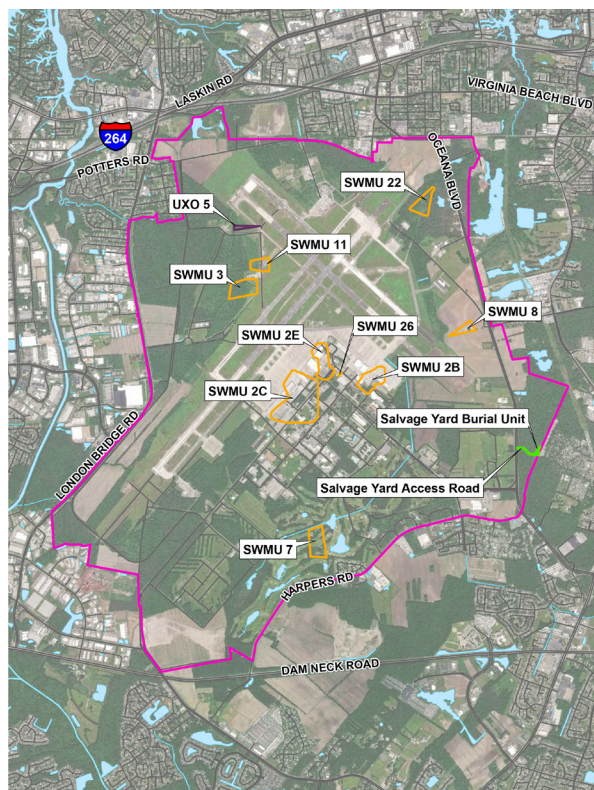 LASKIN RD
VIRGINIA BEACH BLVD
264
POTTERS RD
OCEANA BLVD
SWMU 22
UXO 5
SWMU 11
SWMU 3
SWMU 8
SWMU 26
SWMU 2E
SWMU 2B
SWMU 2C
Salvage Yard Burial Unit
LONDON BRIDGE RD
Salvage Yard Access Road
SWMU 7
HARPERS RD
DAM NECK ROAD